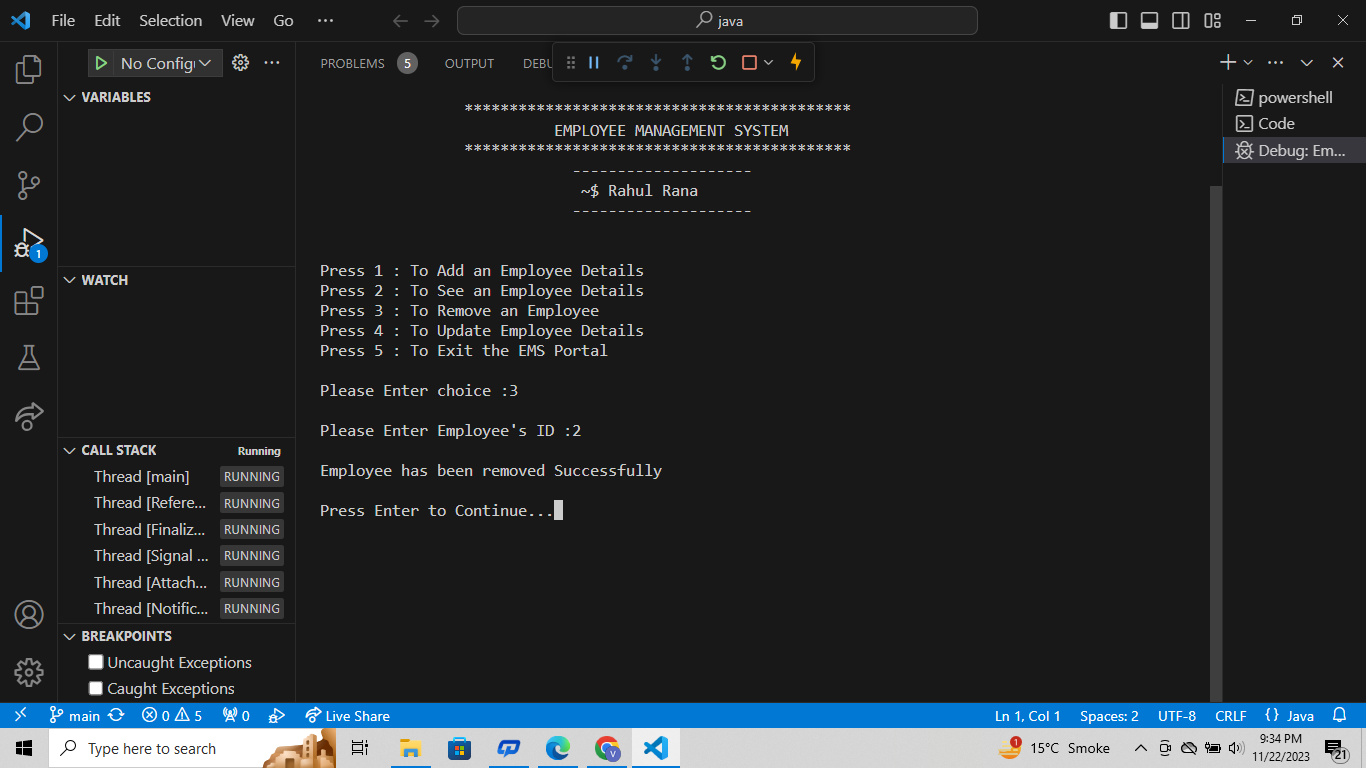 File Edit Selection View Go ···
java
No Config
PROBLEMS 5 OUTPUT DEBU
VARIABLES
WATCH
CALL STACK Running
Thread [main] RUNNING
Thread [Refere... RUNNING
Thread [Finaliz... RUNNING
Thread [Signal ... RUNNING
Thread [Attach... RUNNING
Thread [Notific... RUNNING
BREAKPOINTS
Uncaught Exceptions
Caught Exceptions
1
*******************************************
EMPLOYEE MANAGEMENT SYSTEM
*******************************************
--------------------
~$ Rahul Rana
--------------------
Press 1 : To Add an Employee Details
Press 2 : To See an Employee Details
Press 3 : To Remove an Employee
Press 4 : To Update Employee Details
Press 5 : To Exit the EMS Portal
Please Enter choice :3
Please Enter Employee's ID :2
Employee has been removed Successfully
Press Enter to Continue...
powershell
Code
Debug: Em...
main 0 5 0 Live Share Ln 1, Col 1 Spaces: 2 UTF-8 CRLF {} Java
Type here to search 1 15°C Smoke 9:34 PM
11/22/2023 21